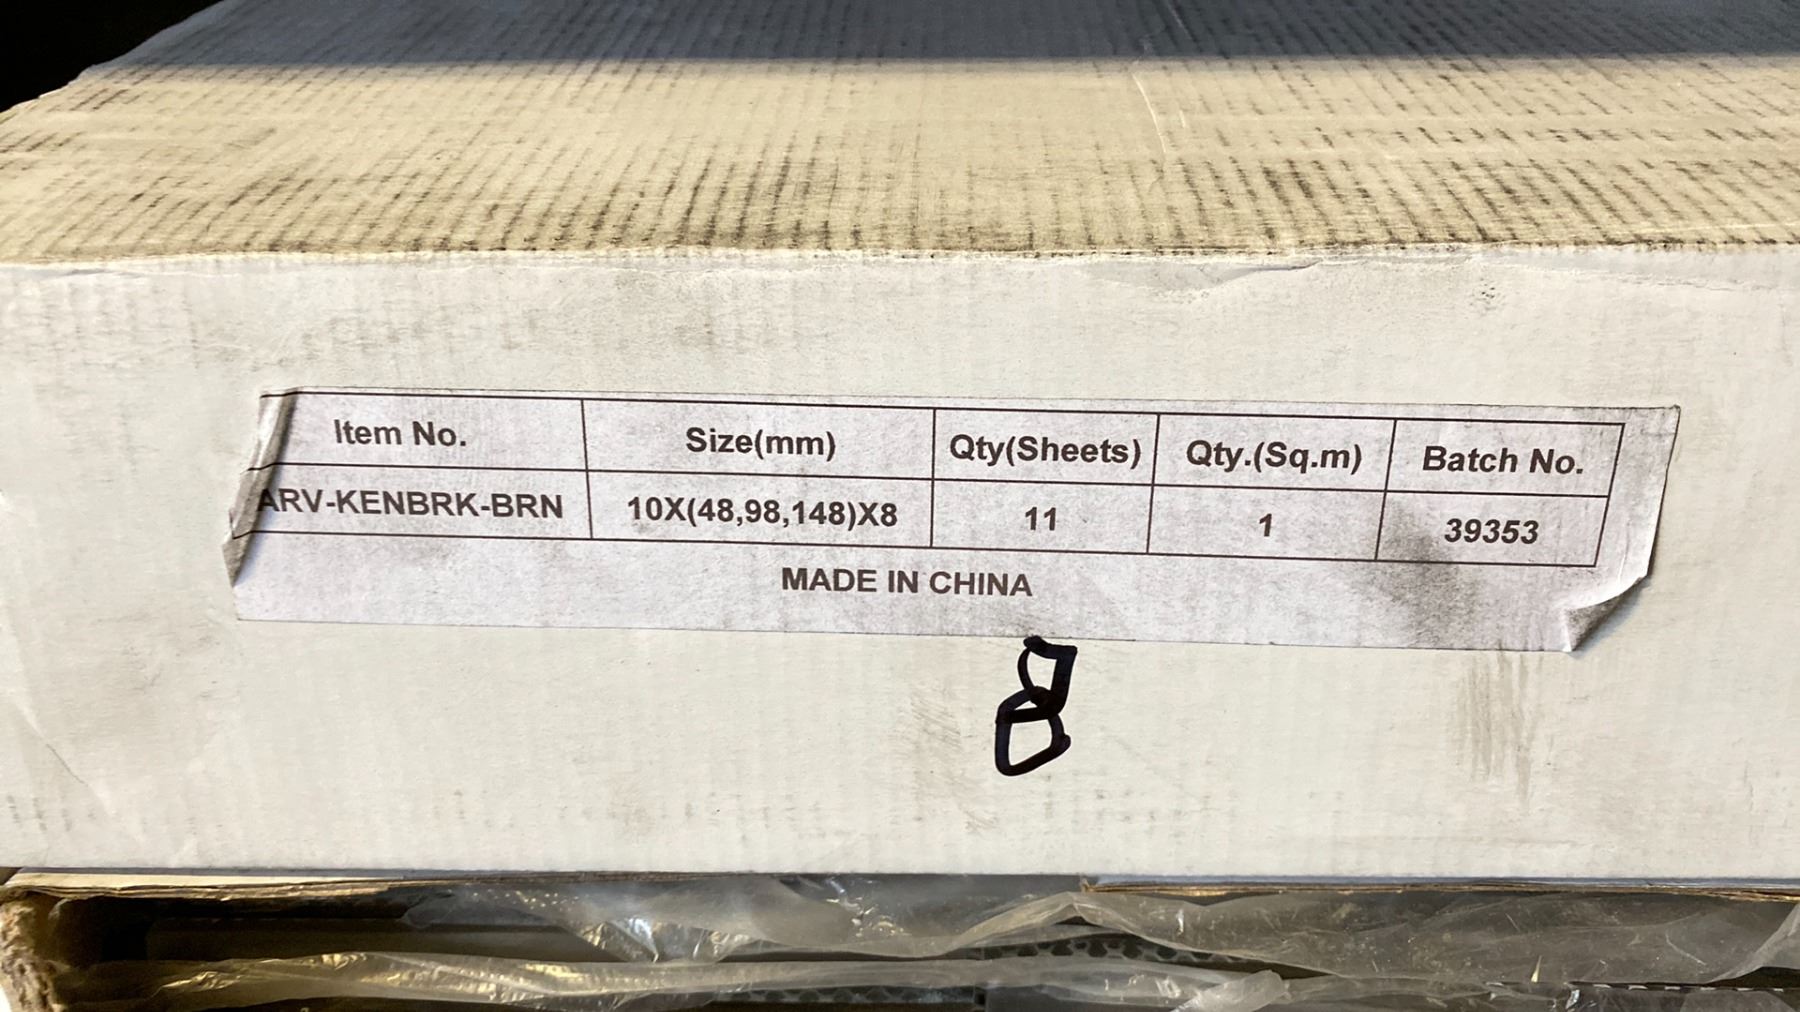 Item No. Size(mm) Qty(Sheets) Qty.(Sq.m) Batch No.
ARV-KENBRK-BRN 10X(48,98,148)X8 11 1 39353
MADE IN CHINA
8